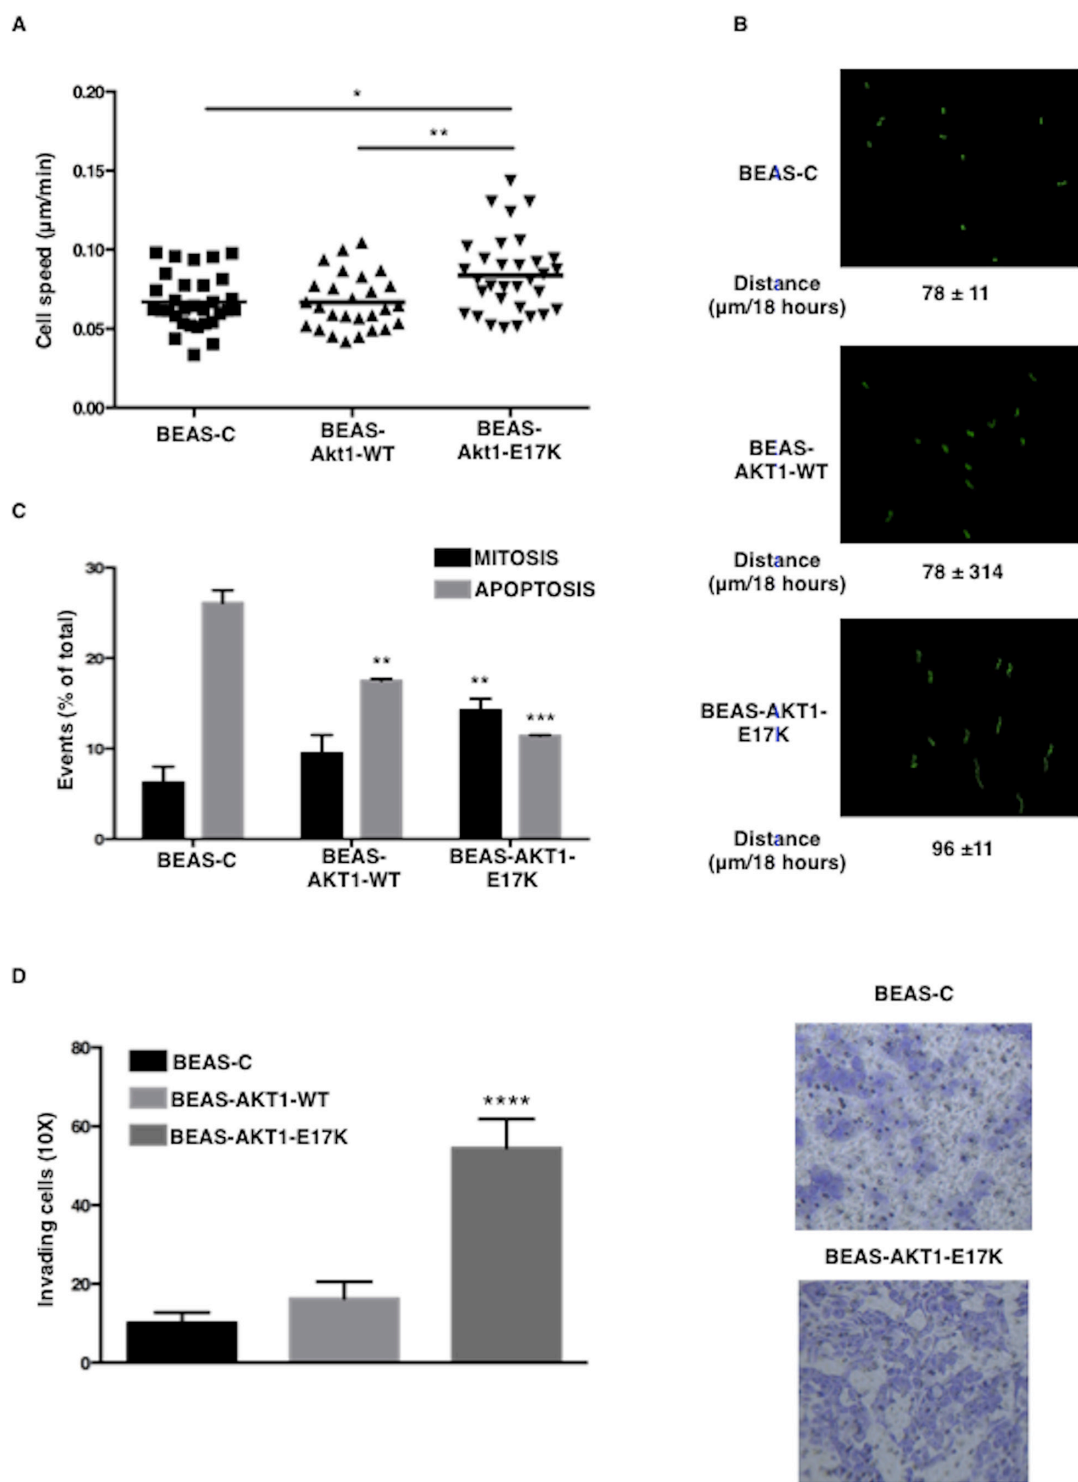 A
0.20
0.15
0.10
0.05
0.00
Cell speed (μm/min)
*
**
BEAS-C
BEAS-
Akt1-WT
BEAS-
Akt1-E17K
B
BEAS-C
Distance
(μm/18 hours)
78 ± 11
BEAS-
AKT1-WT
Distance
(μm/18 hours)
78 ± 314
BEAS-AKT1-
E17K
Distance
(μm/18 hours)
96 ±11
C
MITOSIS
APOPTOSIS
30
20
10
0
Events (% of total)
**
**
***
BEAS-C
BEAS-
AKT1-WT
BEAS-AKT1-
E17K
D
80
60
40
20
0
Invading cells (10X)
BEAS-C
BEAS-AKT1-WT
BEAS-AKT1-E17K
****
BEAS-C
BEAS-AKT1-E17K